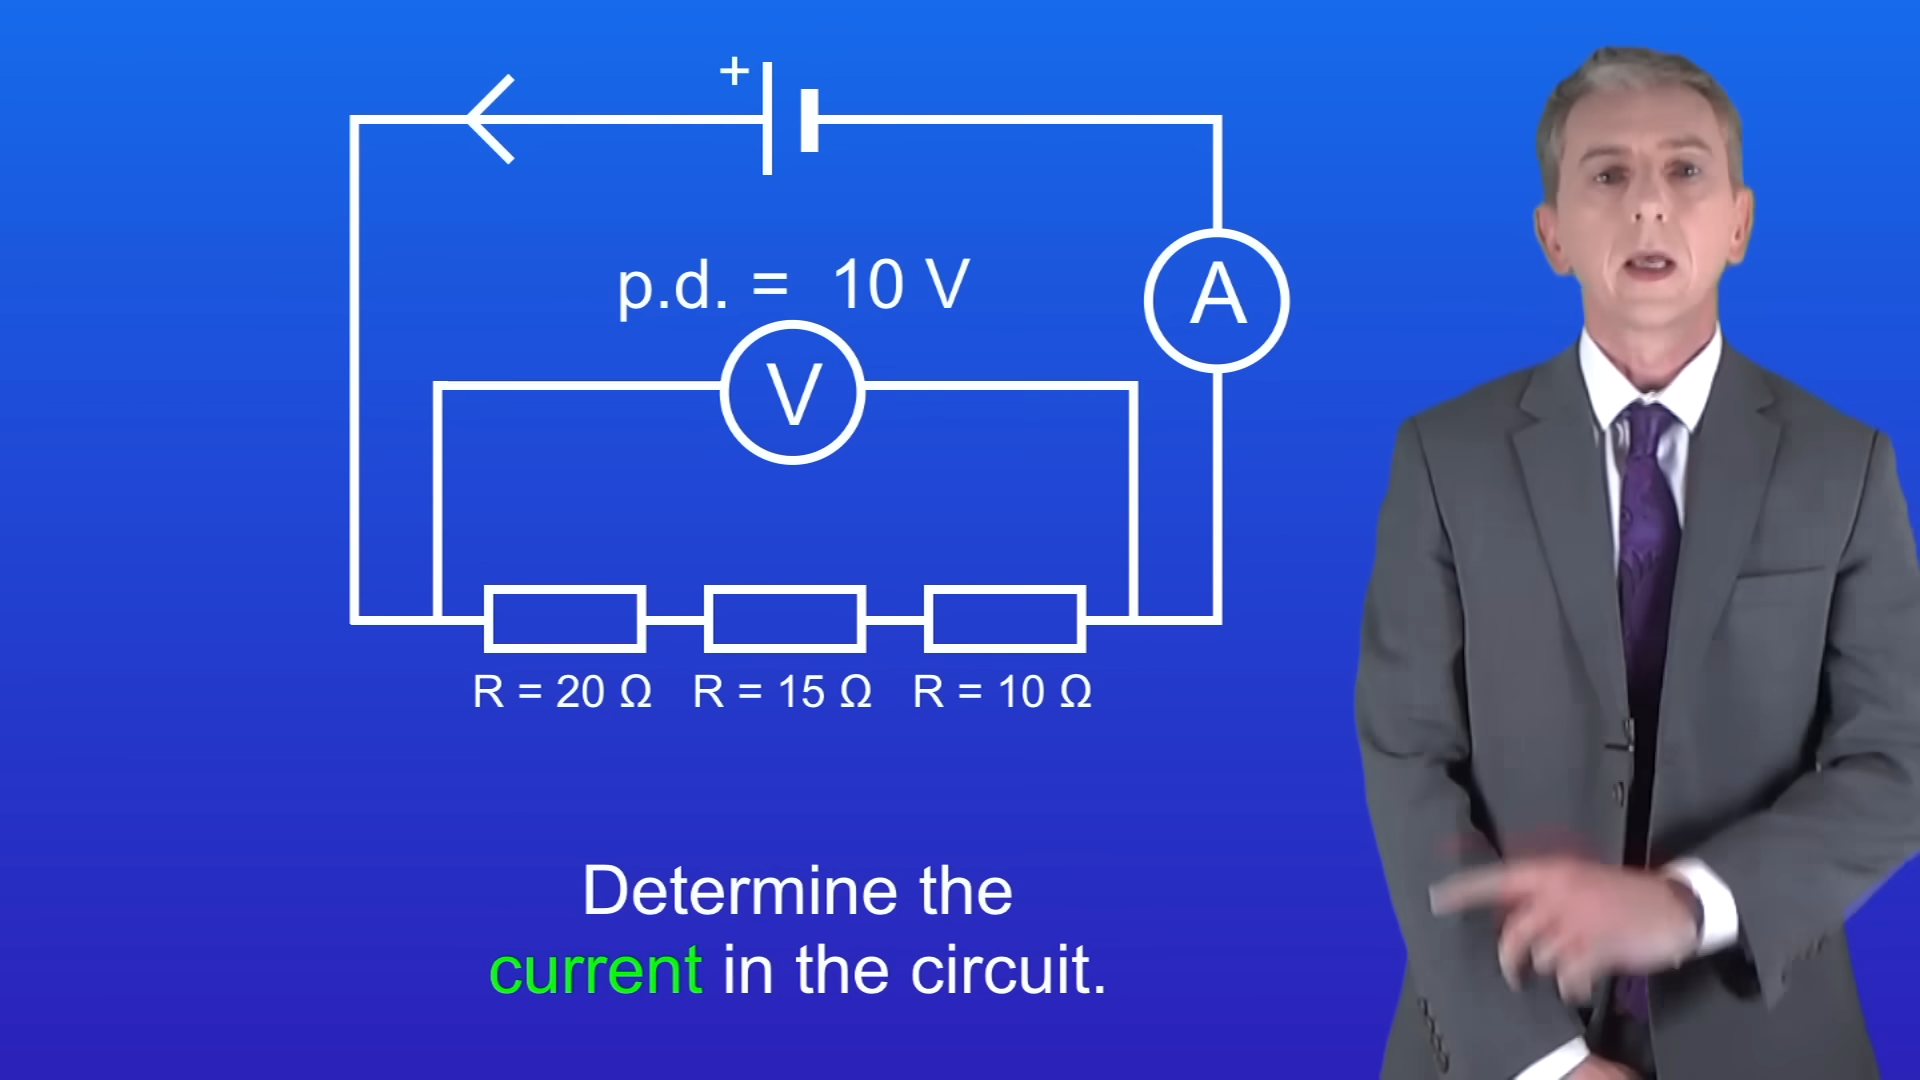 +
p.d. = 10 V
A
V
R = 20 Ω R = 15 Ω R = 10 Ω
Determine the
current in the circuit.